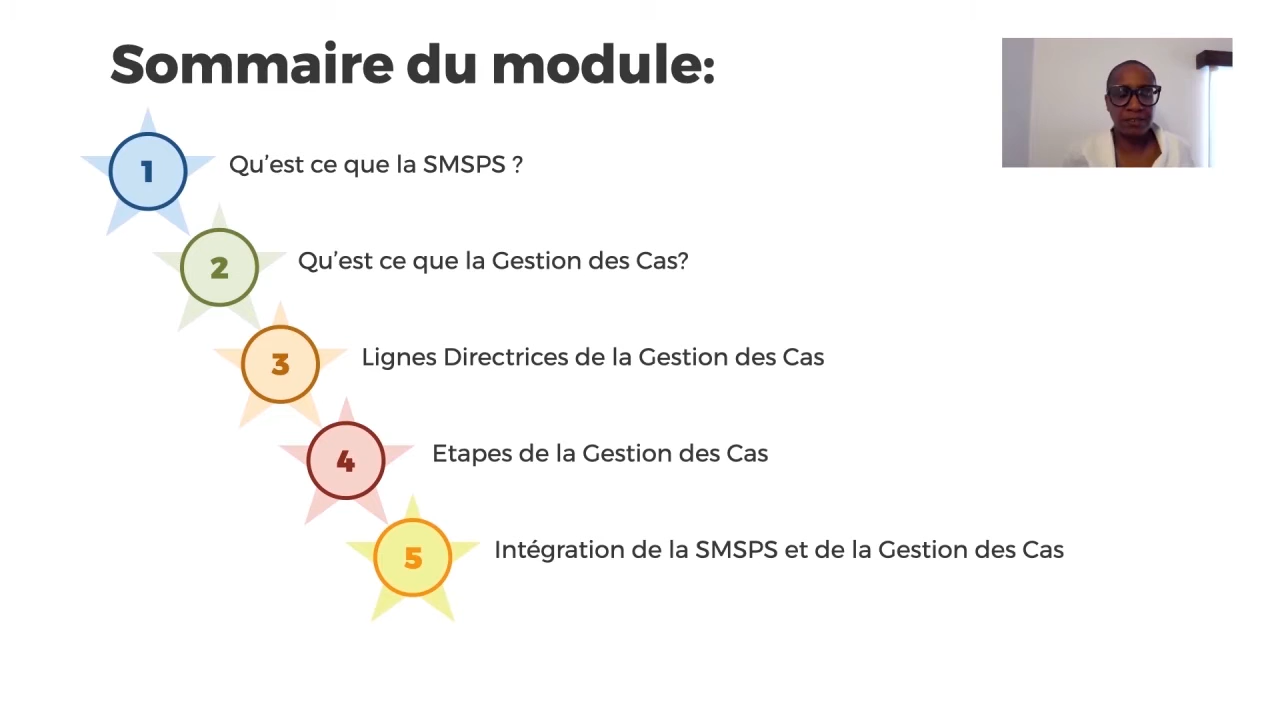 Sommaire du module:
1
Qu’est ce que la SMSPS ?
2
Qu’est ce que la Gestion des Cas?
3
Lignes Directrices de la Gestion des Cas
4
Etapes de la Gestion des Cas
5
Intégration de la SMSPS et de la Gestion des Cas